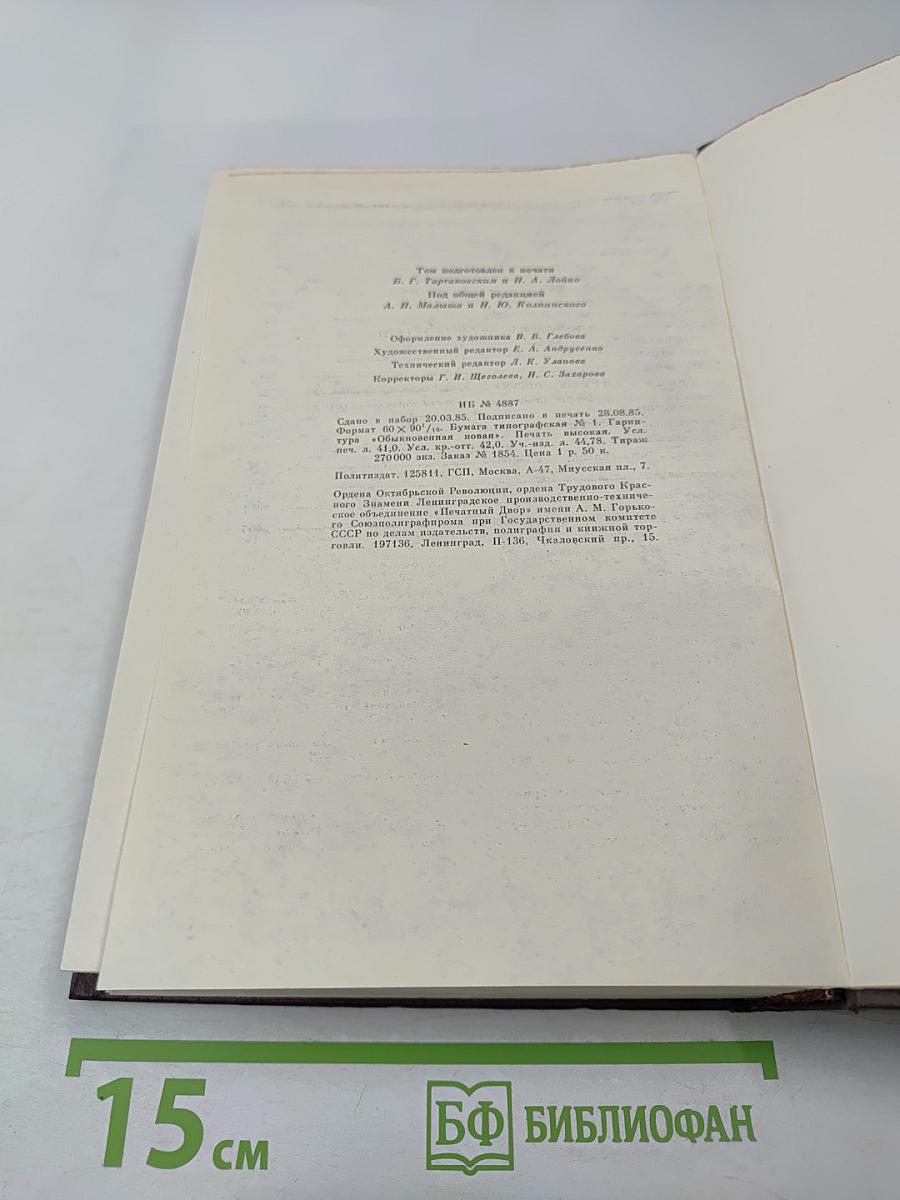 Том подготовлен к печати
Б. Г. Тартаковским и Н. А. Лойко
Под общей редакцией
А. И. Малыша и Н. Ю. Колпинского
Оформление художника В. В. Глебова
Художественный редактор Е. А. Андрусенко
Технический редактор Л. К. Уланова
Корректоры Г. И. Щеголева, Н. С. Захарова
ИБ № 4887
Сдано в набор 20.03.85. Подписано в печать 28.08.85.
Формат 60 × 90¹/₁₆. Бумага типографская № 1. Гарни-
тура «Обыкновенная новая». Печать высокая. Усл.
печ. л. 41,0. Усл. кр.-отт. 42,0. Уч.-изд. л. 44,78. Тираж
270 000 экз. Заказ № 1854. Цена 1 р. 50 к.
Политиздат. 125811, ГСП, Москва, А-47, Миусская пл., 7.
Ордена Октябрьской Революции, ордена Трудового Крас-
ного Знамени Ленинградское производственно-техниче-
ское объединение «Печатный Двор» имени А. М. Горько-
го Союзполиграфпрома при Государственном комитете
СССР по делам издательств, полиграфии и книжной тор-
говли. 197136, Ленинград, П-136, Чкаловский пр., 15.
15 см
БФ БИБЛИОФАН